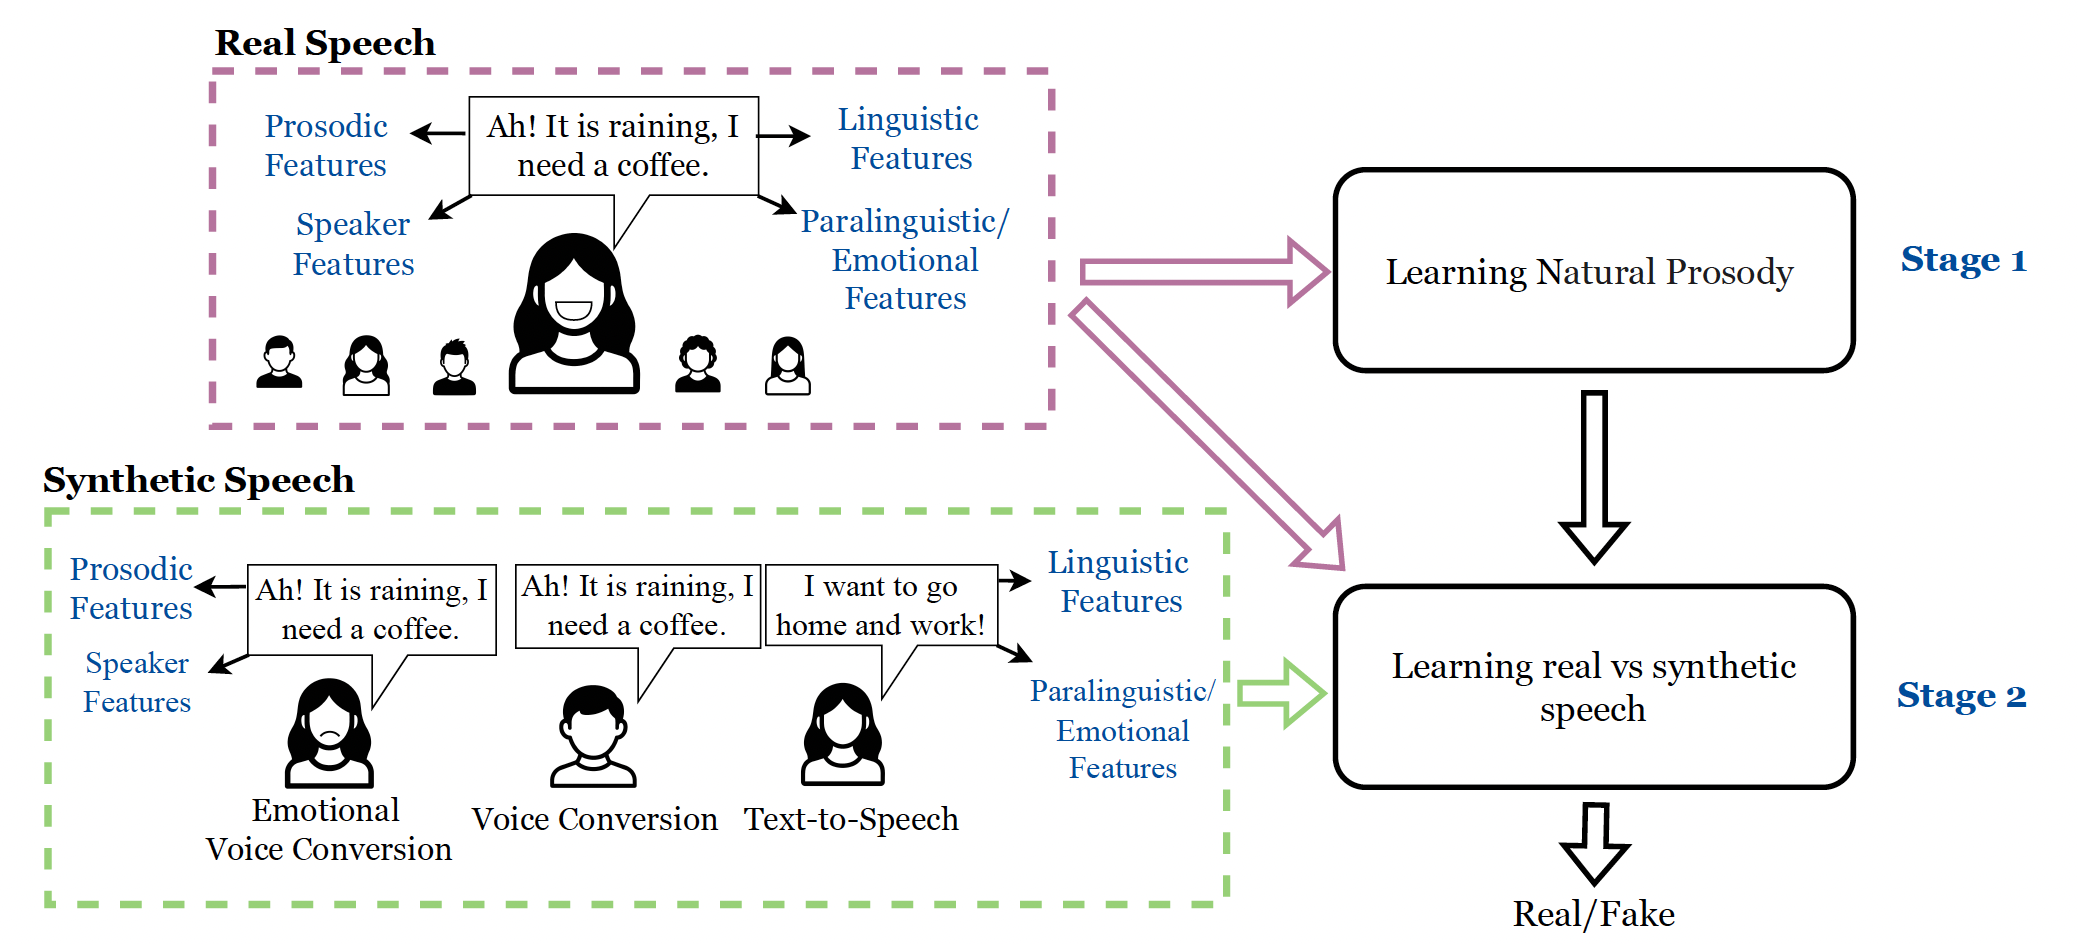 Real Speech
Prosodic
Features
Ah! It is raining, I
need a coffee.
Linguistic
Features
Speaker
Features
Paralinguistic/
Emotional
Features
Learning Natural Prosody
Stage 1
Synthetic Speech
Prosodic
Features
Speaker
Features
Ah! It is raining, I
need a coffee.
Ah! It is raining, I
need a coffee.
I want to go
home and work!
Linguistic
Features
Paralinguistic/
Emotional
Features
Emotional
Voice Conversion
Voice Conversion
Text-to-Speech
Learning real vs synthetic
speech
Stage 2
Real/Fake